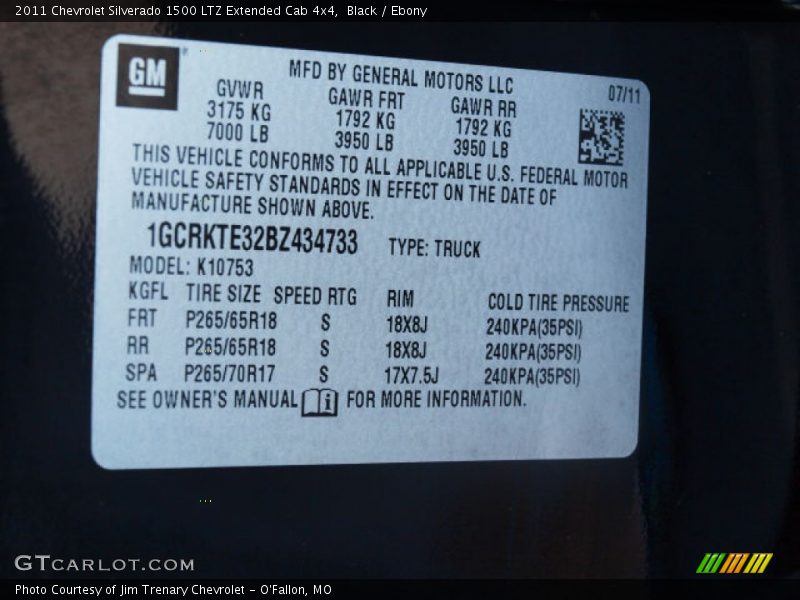 2011 Chevrolet Silverado 1500 LTZ Extended Cab 4x4, Black / Ebony
GM
MFD BY GENERAL MOTORS LLC
07/11
GVWR GAWR FRT GAWR RR
3175 KG 1792 KG 1792 KG
7000 LB 3950 LB 3950 LB
THIS VEHICLE CONFORMS TO ALL APPLICABLE U.S. FEDERAL MOTOR
VEHICLE SAFETY STANDARDS IN EFFECT ON THE DATE OF
MANUFACTURE SHOWN ABOVE.
1GCRKTE32BZ434733 TYPE: TRUCK
MODEL: K10753
KGFL TIRE SIZE SPEED RTG RIM COLD TIRE PRESSURE
FRT P265/65R18 S 18X8J 240KPA(35PSI)
RR P265/65R18 S 18X8J 240KPA(35PSI)
SPA P265/70R17 S 17X7.5J 240KPA(35PSI)
SEE OWNER'S MANUAL i FOR MORE INFORMATION.
GTCARLOT.COM
Photo Courtesy of Jim Trenary Chevrolet - O'Fallon, MO